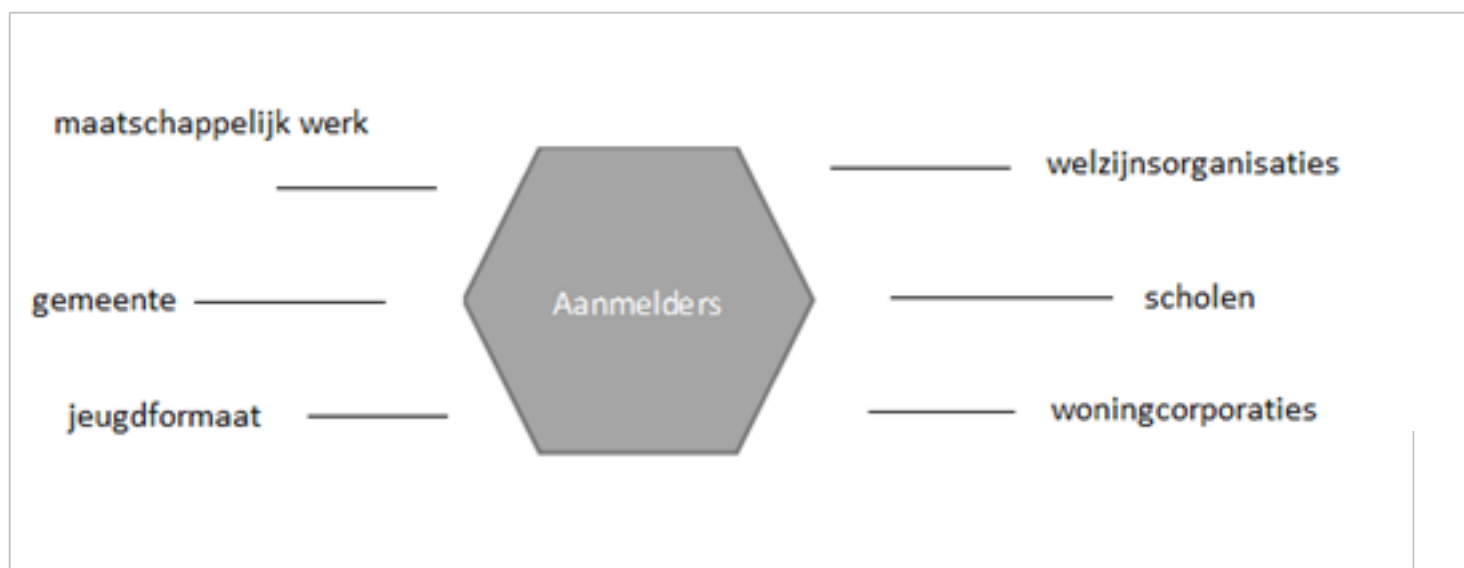 maatschappelijk werk
welzijnsorganisaties
gemeente
Aanmelders
scholen
jeugdformaat
woningcorporaties